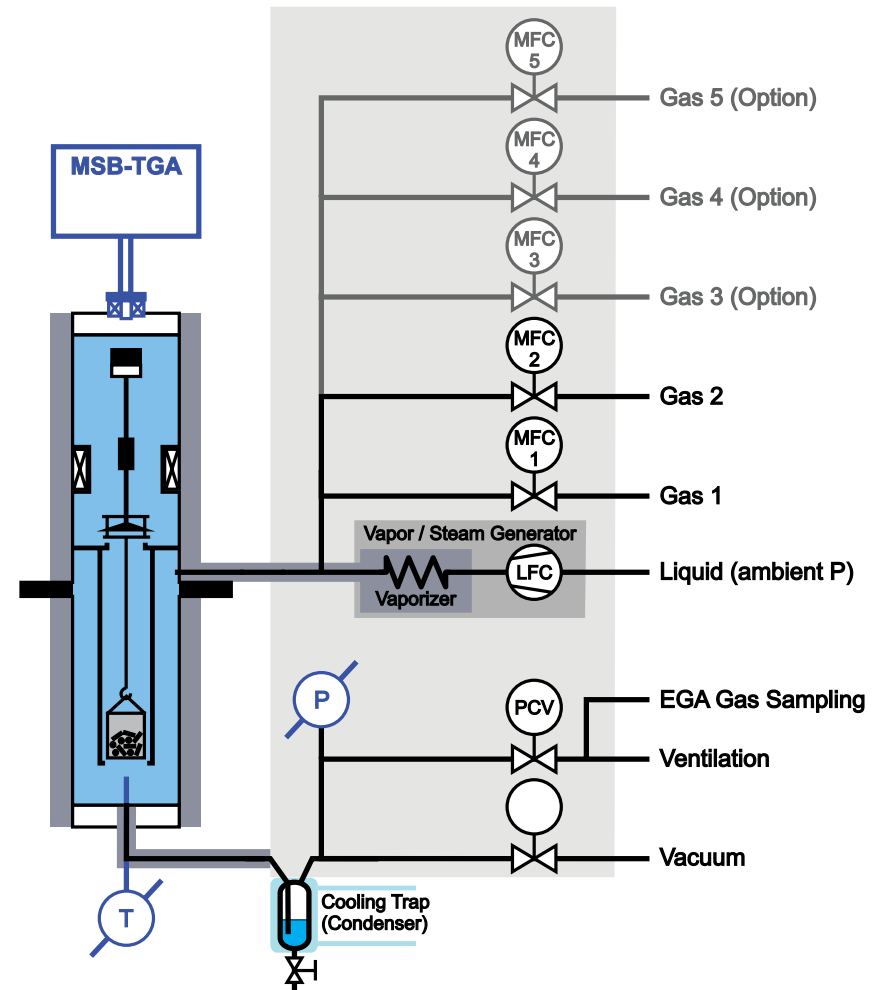 MFC
5
Gas 5 (Option)
MFC
4
Gas 4 (Option)
MSB-TGA
MFC
3
Gas 3 (Option)
MFC
2
Gas 2
MFC
1
Gas 1
Vapor / Steam Generator
LFC
Liquid (ambient P)
Vaporizer
P
PCV
EGA Gas Sampling
Ventilation
Vacuum
T
Cooling Trap
(Condenser)